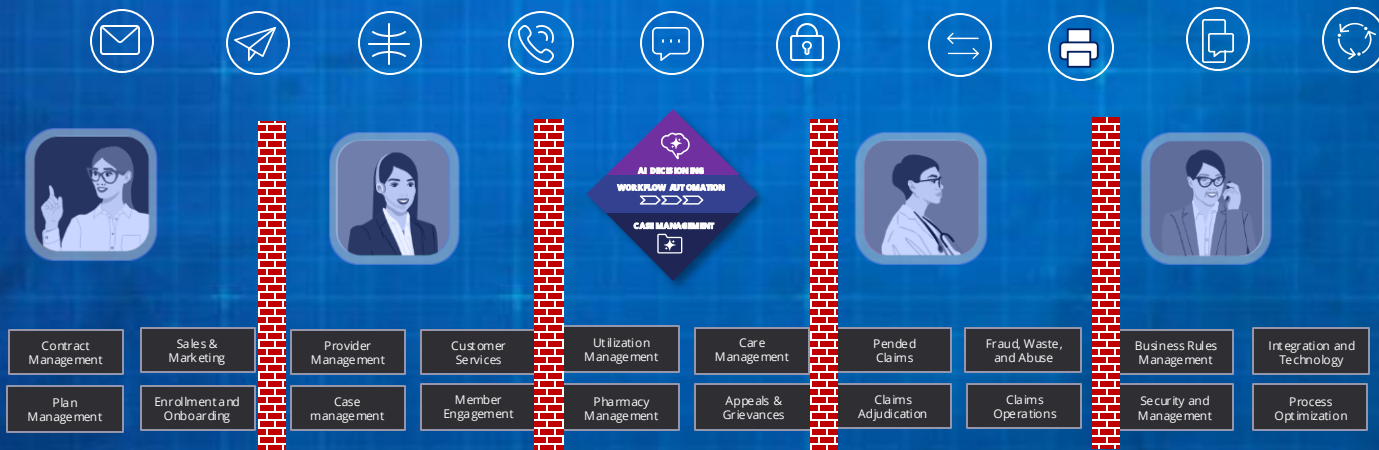 AI DECISIONING
WORKFLOW AUTOMATION
CASE MANAGEMENT
Contract
Management
Sales &
Marketing
Provider
Management
Customer
Services
Utilization
Management
Care
Management
Pended
Claims
Fraud, Waste,
and Abuse
Business Rules
Management
Integration and
Technology
Plan
Management
Enrollment and
Onboarding
Case
management
Member
Engagement
Pharmacy
Management
Appeals &
Grievances
Claims
Adjudication
Claims
Operations
Security and
Management
Process
Optimization